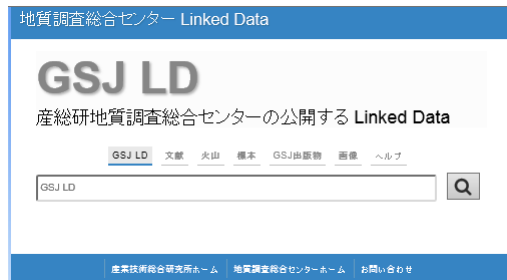 地質調査総合センター Linked Data
GSJ LD
産総研地質調査総合センターの公開する Linked Data
GSJ LD 文献 火山 標本 GSJ出版物 画像 ヘルプ
GSJ LD
産業技術総合研究所ホーム 地質調査総合センターホーム お問い合わせ